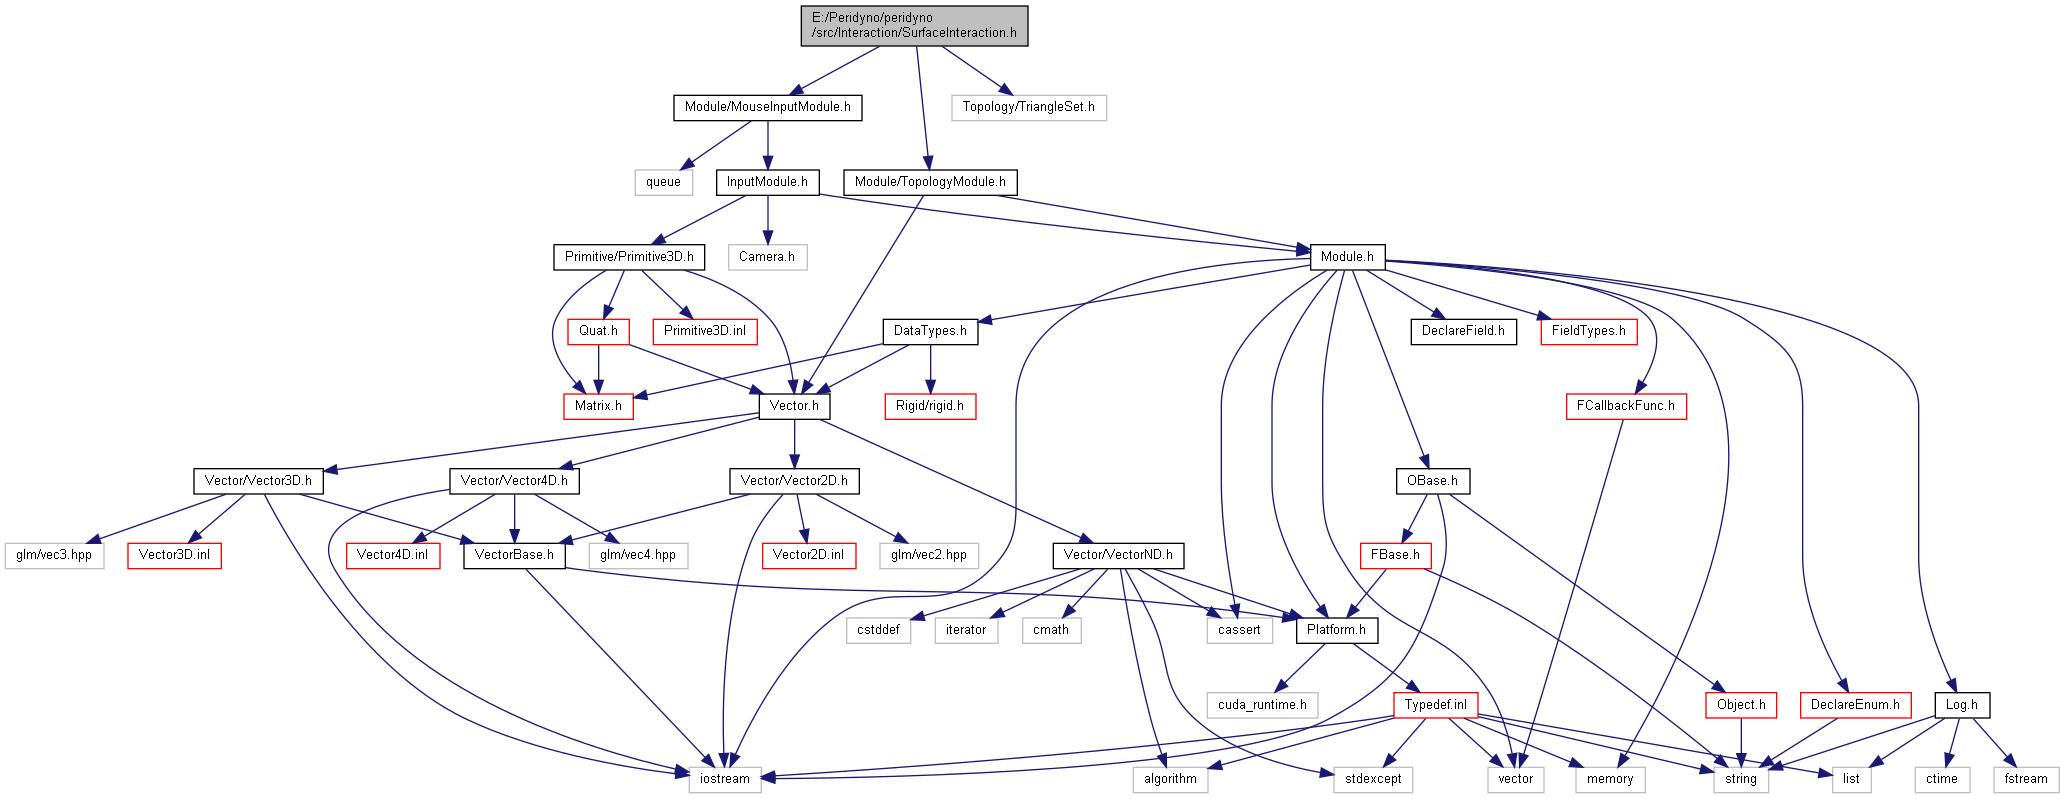 E:/Peridyno/peridyno
/src/Interaction/SurfaceInteraction.h
Module/MouseInputModule.h
Topology/TriangleSet.h
queue
InputModule.h
Module/TopologyModule.h
Primitive/Primitive3D.h
Camera.h
Module.h
Quat.h
Primitive3D.inl
DataTypes.h
DeclareField.h
FieldTypes.h
Matrix.h
Vector.h
Rigid/rigid.h
FCallbackFunc.h
Vector/Vector3D.h
Vector/Vector4D.h
Vector/Vector2D.h
OBase.h
glm/vec3.hpp
Vector3D.inl
Vector4D.inl
VectorBase.h
glm/vec4.hpp
Vector2D.inl
glm/vec2.hpp
Vector/VectorND.h
FBase.h
cstddef
iterator
cmath
cassert
Platform.h
cuda_runtime.h
Typedef.inl
Object.h
DeclareEnum.h
Log.h
iostream
algorithm
stdexcept
vector
memory
string
list
ctime
fstream